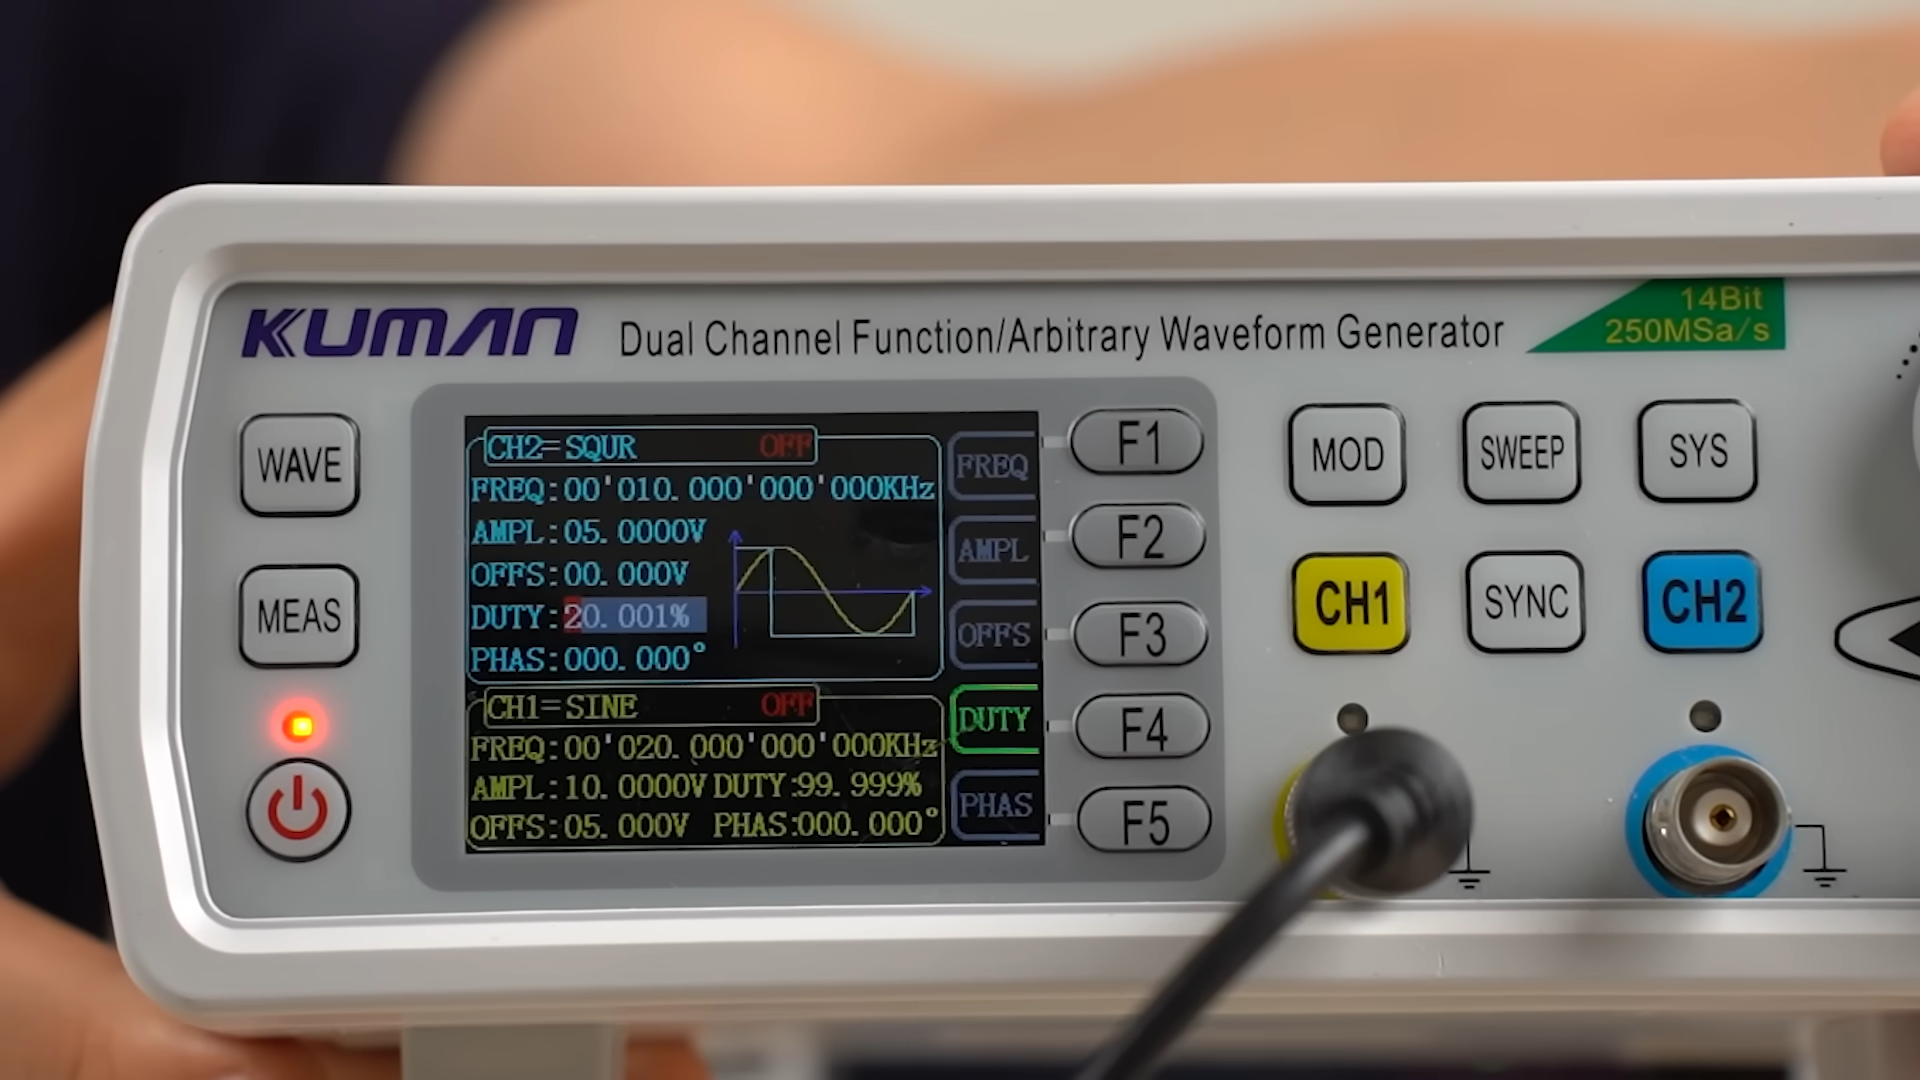 KUMAN
Dual Channel Function/Arbitrary Waveform Generator
14Bit
250MSa/s
WAVE
MEAS
CH2=SQUR OFF
FREQ:00'010.000'000'000KHz
AMPL:05.0000V
OFFS:00.000V
DUTY:20.001%
PHAS:000.000°
CH1=SINE OFF
FREQ:00'020.000'000'000KHz
AMPL:10.0000V DUTY:99.999%
OFFS:05.000V PHAS:000.000°
FREQ
AMPL
OFFS
DUTY
PHAS
F1
F2
F3
F4
F5
MOD
SWEEP
SYS
CH1
SYNC
CH2